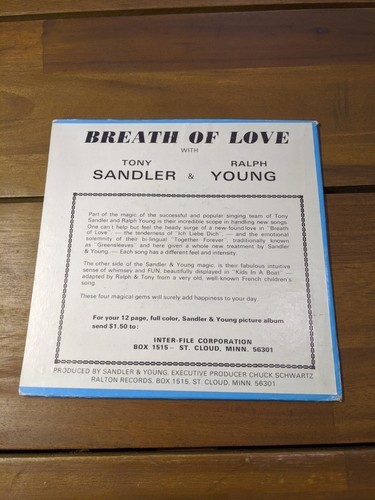 BREATH OF LOVE
WITH
TONY RALPH
SANDLER & YOUNG
Part of the magic of the successful and popular singing team of Tony
Sandler and Ralph Young is their incredible scope in handling new songs.
One can't help but feel the heady surge of a new-found love in "Breath
of Love", — the tenderness of "Ich Liebe Dich", — and the emotional
solemnity of their bi-lingual "Together Forever", traditionally known
as "Greensleeves" and here given a whole new treatment by Sandler
& Young, — Each song has a different feel and intensity.
The other side of the Sandler & Young magic, is their fabulous intuitive
sense of whimsey and FUN, beautifully displayed in "Kids In A Boat" —
adapted by Ralph & Tony from a very old, well-known French children's
song.
These four magical gems will surely add happiness to your day.
For your 12 page, full color, Sandler & Young picture album
send $1.50 to:
INTER-FILE CORPORATION
BOX 1515 – ST. CLOUD, MINN. 56301
PRODUCED BY SANDLER & YOUNG, EXECUTIVE PRODUCER CHUCK SCHWARTZ,
RALTON RECORDS, BOX 1515, ST. CLOUD, MINN. 56301